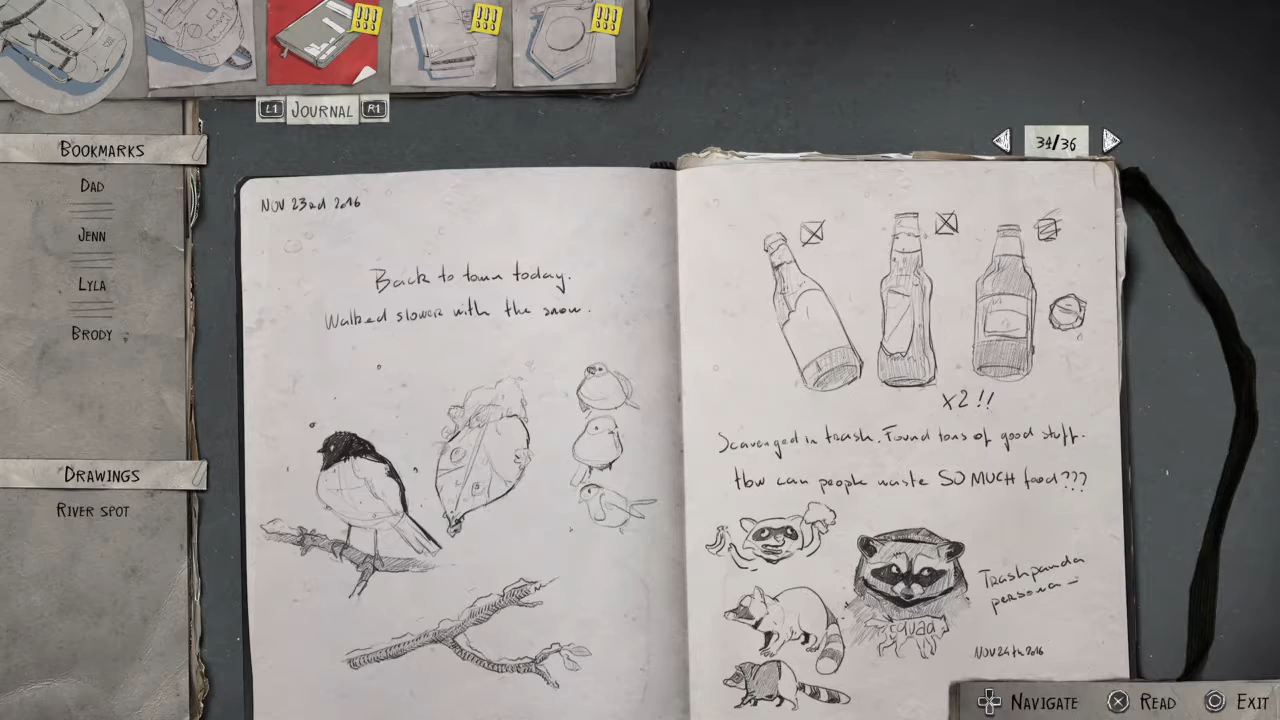 L1 JOURNAL R1
BOOKMARKS
DAD
JENN
LYLA
BRODY
DRAWINGS
RIVER SPOT
34/36
NOV 23rd 2016
Back to town today.
Walked slower with the snow.
x2 !!
Scavenged in trash. Found tons of good stuff.
How can people waste SO MUCH food???
Trashpanda
persona
squad
NOV 24th 2016
NAVIGATE
READ
EXIT